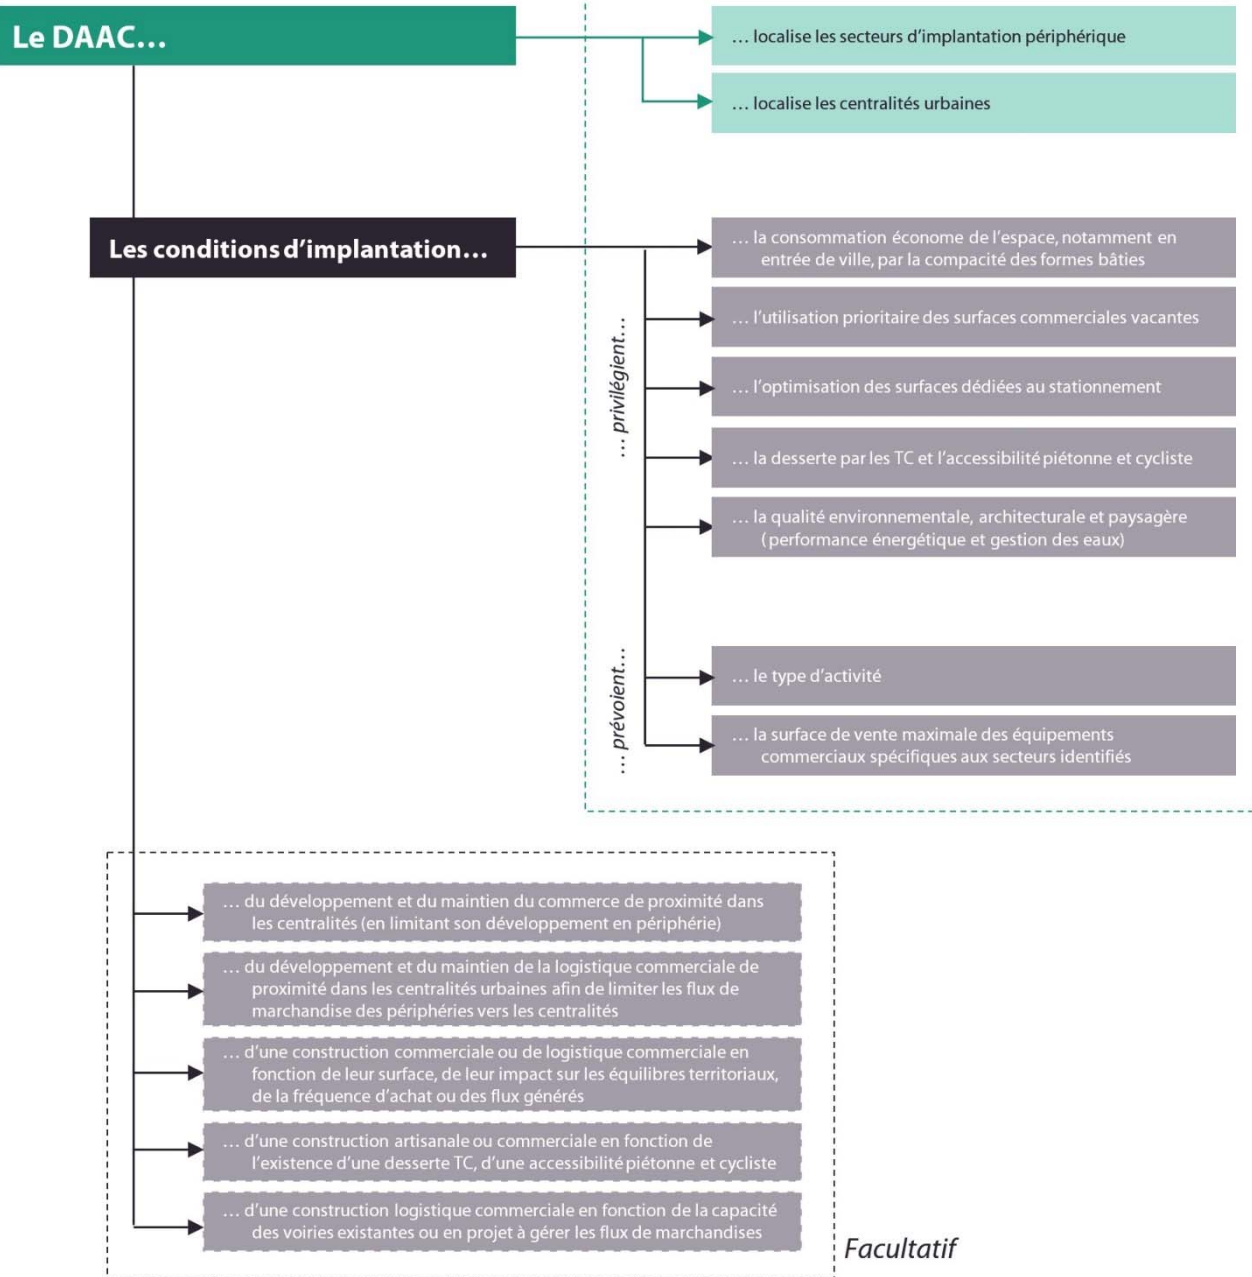 Le DAAC…
… localise les secteurs d’implantation périphérique
… localise les centralités urbaines
Les conditions d’implantation…
… privilégient…
… la consommation économe de l’espace, notamment en
entrée de ville, par la compacité des formes bâties
… l’utilisation prioritaire des surfaces commerciales vacantes
… l’optimisation des surfaces dédiées au stationnement
… la desserte par les TC et l’accessibilité piétonne et cycliste
… la qualité environnementale, architecturale et paysagère
(performance énergétique et gestion des eaux)
… prévoient…
… le type d’activité
… la surface de vente maximale des équipements
commerciaux spécifiques aux secteurs identifiés
… du développement et du maintien du commerce de proximité dans
les centralités (en limitant son développement en périphérie)
… du développement et du maintien de la logistique commerciale de
proximité dans les centralités urbaines afin de limiter les flux de
marchandise des périphéries vers les centralités
… d’une construction commerciale ou de logistique commerciale en
fonction de leur surface, de leur impact sur les équilibres territoriaux,
de la fréquence d’achat ou des flux générés
… d’une construction artisanale ou commerciale en fonction de
l’existence d’une desserte TC, d’une accessibilité piétonne et cycliste
… d’une construction logistique commerciale en fonction de la capacité
des voiries existantes ou en projet à gérer les flux de marchandises
Facultatif